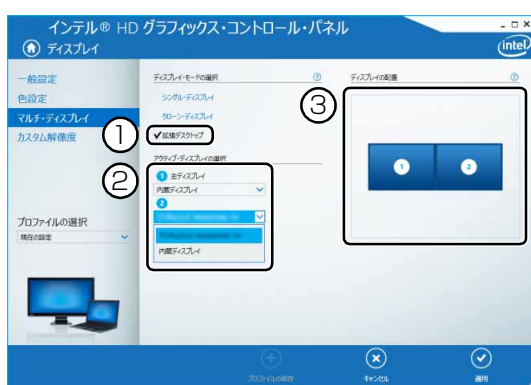 インテル® HD グラフィックス・コントロール・パネル
ディスプレイ
intel
一般設定
色設定
マルチ・ディスプレイ
カスタム解像度
プロファイルの選択
現在の設定
ディスプレイ・モードの選択
シングル・ディスプレイ
クローン・ディスプレイ
① ✓拡張デスクトップ
アクティブ・ディスプレイの選択
②
1 主ディスプレイ
内蔵ディスプレイ
2
内蔵ディスプレイ
③
ディスプレイの配置
1 2
プロファイルの保存
キャンセル
適用